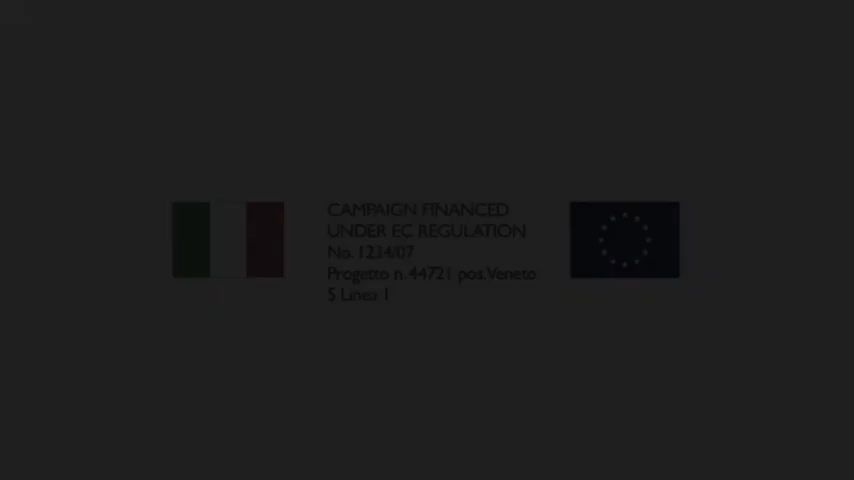 CAMPAIGN FINANCED
UNDER EC REGULATION
No. 1234/07
Progetto n. 44721 pos. Veneto
5 Linea 1